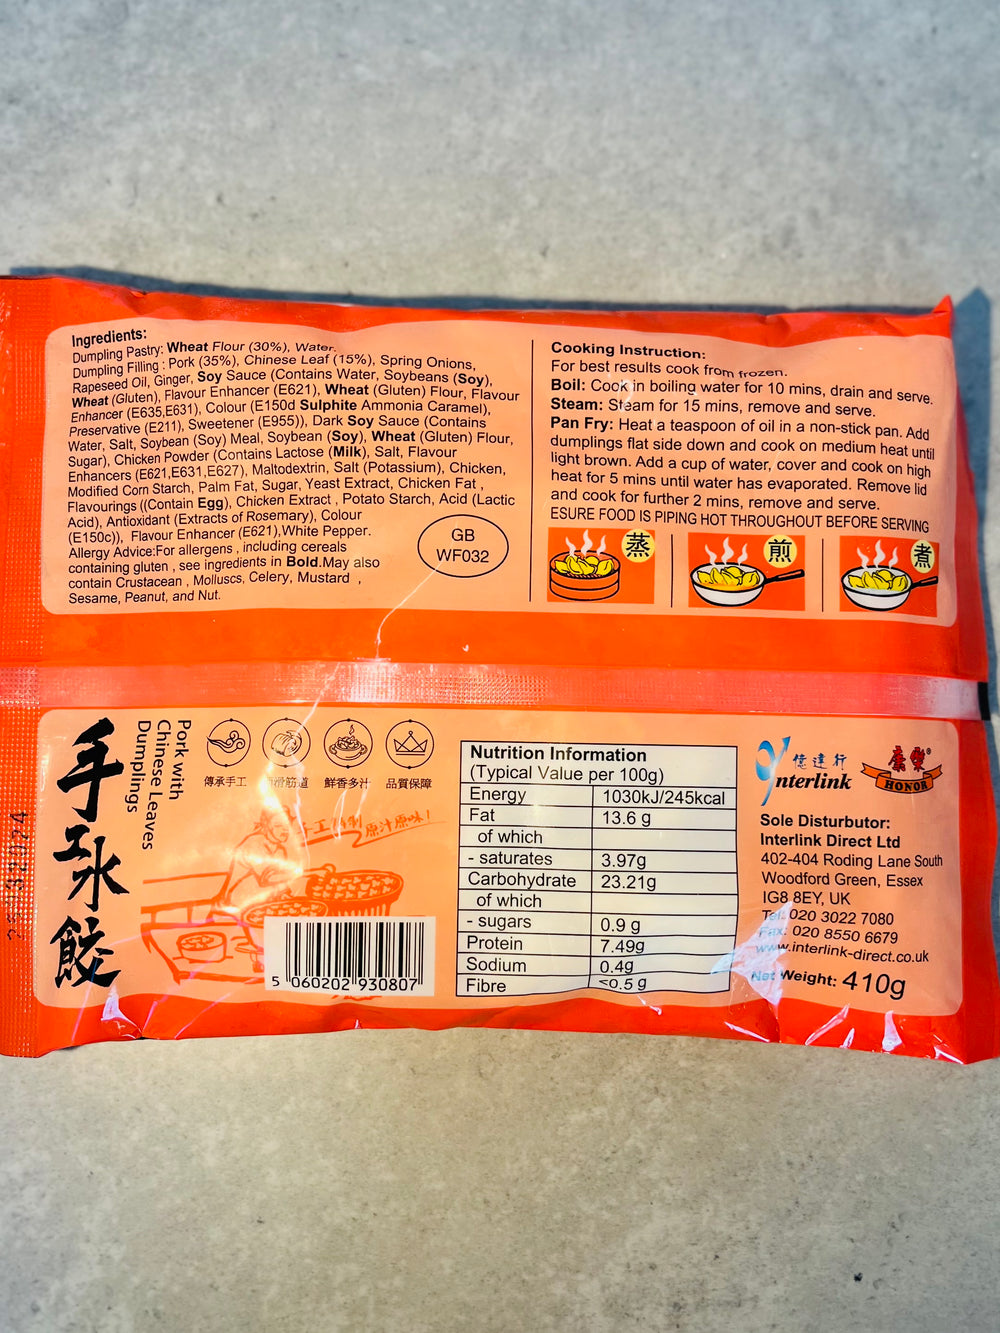 Ingredients:
Dumpling Pastry: Wheat Flour (30%), Water.
Dumpling Filling : Pork (35%), Chinese Leaf (15%), Spring Onions,
Rapeseed Oil, Ginger, Soy Sauce (Contains Water, Soybeans (Soy),
Wheat (Gluten), Flavour Enhancer (E621), Wheat (Gluten) Flour, Flavour
Enhancer (E635,E631), Colour (E150d Sulphite Ammonia Caramel),
Preservative (E211), Sweetener (E955)), Dark Soy Sauce (Contains
Water, Salt, Soybean (Soy) Meal, Soybean (Soy), Wheat (Gluten) Flour,
Sugar), Chicken Powder (Contains Lactose (Milk), Salt, Flavour
Enhancers (E621,E631,E627), Maltodextrin, Salt (Potassium), Chicken,
Modified Corn Starch, Palm Fat, Sugar, Yeast Extract, Chicken Fat ,
Flavourings ((Contain Egg), Chicken Extract , Potato Starch, Acid (Lactic
Acid), Antioxidant (Extracts of Rosemary), Colour
(E150c)), Flavour Enhancer (E621),White Pepper.
Allergy Advice:For allergens , including cereals
containing gluten , see ingredients in Bold.May also
contain Crustacean , Molluscs, Celery, Mustard ,
Sesame, Peanut, and Nut.
GB
WF032
Cooking Instruction:
For best results cook from frozen.
Boil: Cook in boiling water for 10 mins, drain and serve.
Steam: Steam for 15 mins, remove and serve.
Pan Fry: Heat a teaspoon of oil in a non-stick pan. Add
dumplings flat side down and cook on medium heat until
light brown. Add a cup of water, cover and cook on high
heat for 5 mins until water has evaporated. Remove lid
and cook for further 2 mins, remove and serve.
ESURE FOOD IS PIPING HOT THROUGHOUT BEFORE SERVING
蒸
煎
煮
手工水餃
Pork with
Chinese Leaves
Dumplings
傳承手工
滑筋道
鮮香多汁
品質保障
原汁原味!
5 060202 930807
Nutrition Information
(Typical Value per 100g)
Energy 1030kJ/245kcal
Fat 13.6 g
of which
- saturates 3.97g
Carbohydrate 23.21g
of which
- sugars 0.9 g
Protein 7.49g
Sodium 0.4g
Fibre <0.5 g
億達行
Ynterlink
康樂®
HONOR
Sole Disturbutor:
Interlink Direct Ltd
402-404 Roding Lane South
Woodford Green, Essex
IG8 8EY, UK
Tel: 020 3022 7080
Fax: 020 8550 6679
www.interlink-direct.co.uk
Net Weight: 410g